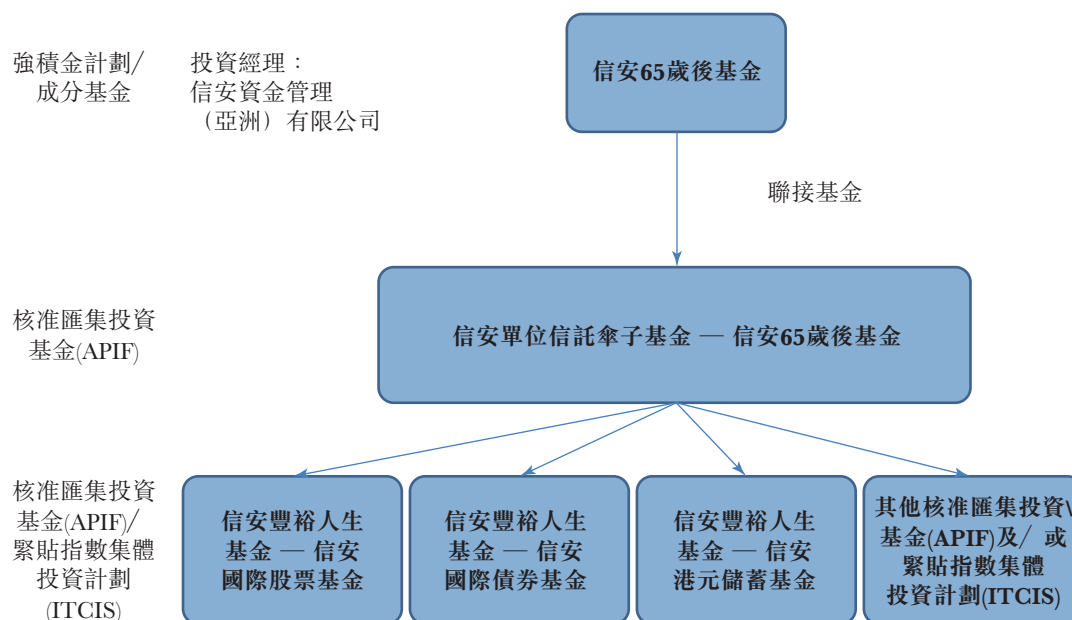 強積金計劃/
成分基金
投資經理：
信安資金管理
（亞洲）有限公司
信安65歲後基金
聯接基金
核准匯集投資
基金(APIF)
信安單位信託傘子基金 — 信安65歲後基金
核准匯集投資
基金(APIF)/
緊貼指數集體
投資計劃
(ITCIS)
信安豐裕人生
基金 — 信安
國際股票基金
信安豐裕人生
基金 — 信安
國際債券基金
信安豐裕人生
基金 — 信安
港元儲蓄基金
其他核准匯集投資\
基金(APIF)及/ 或
緊貼指數集體
投資計劃(ITCIS)